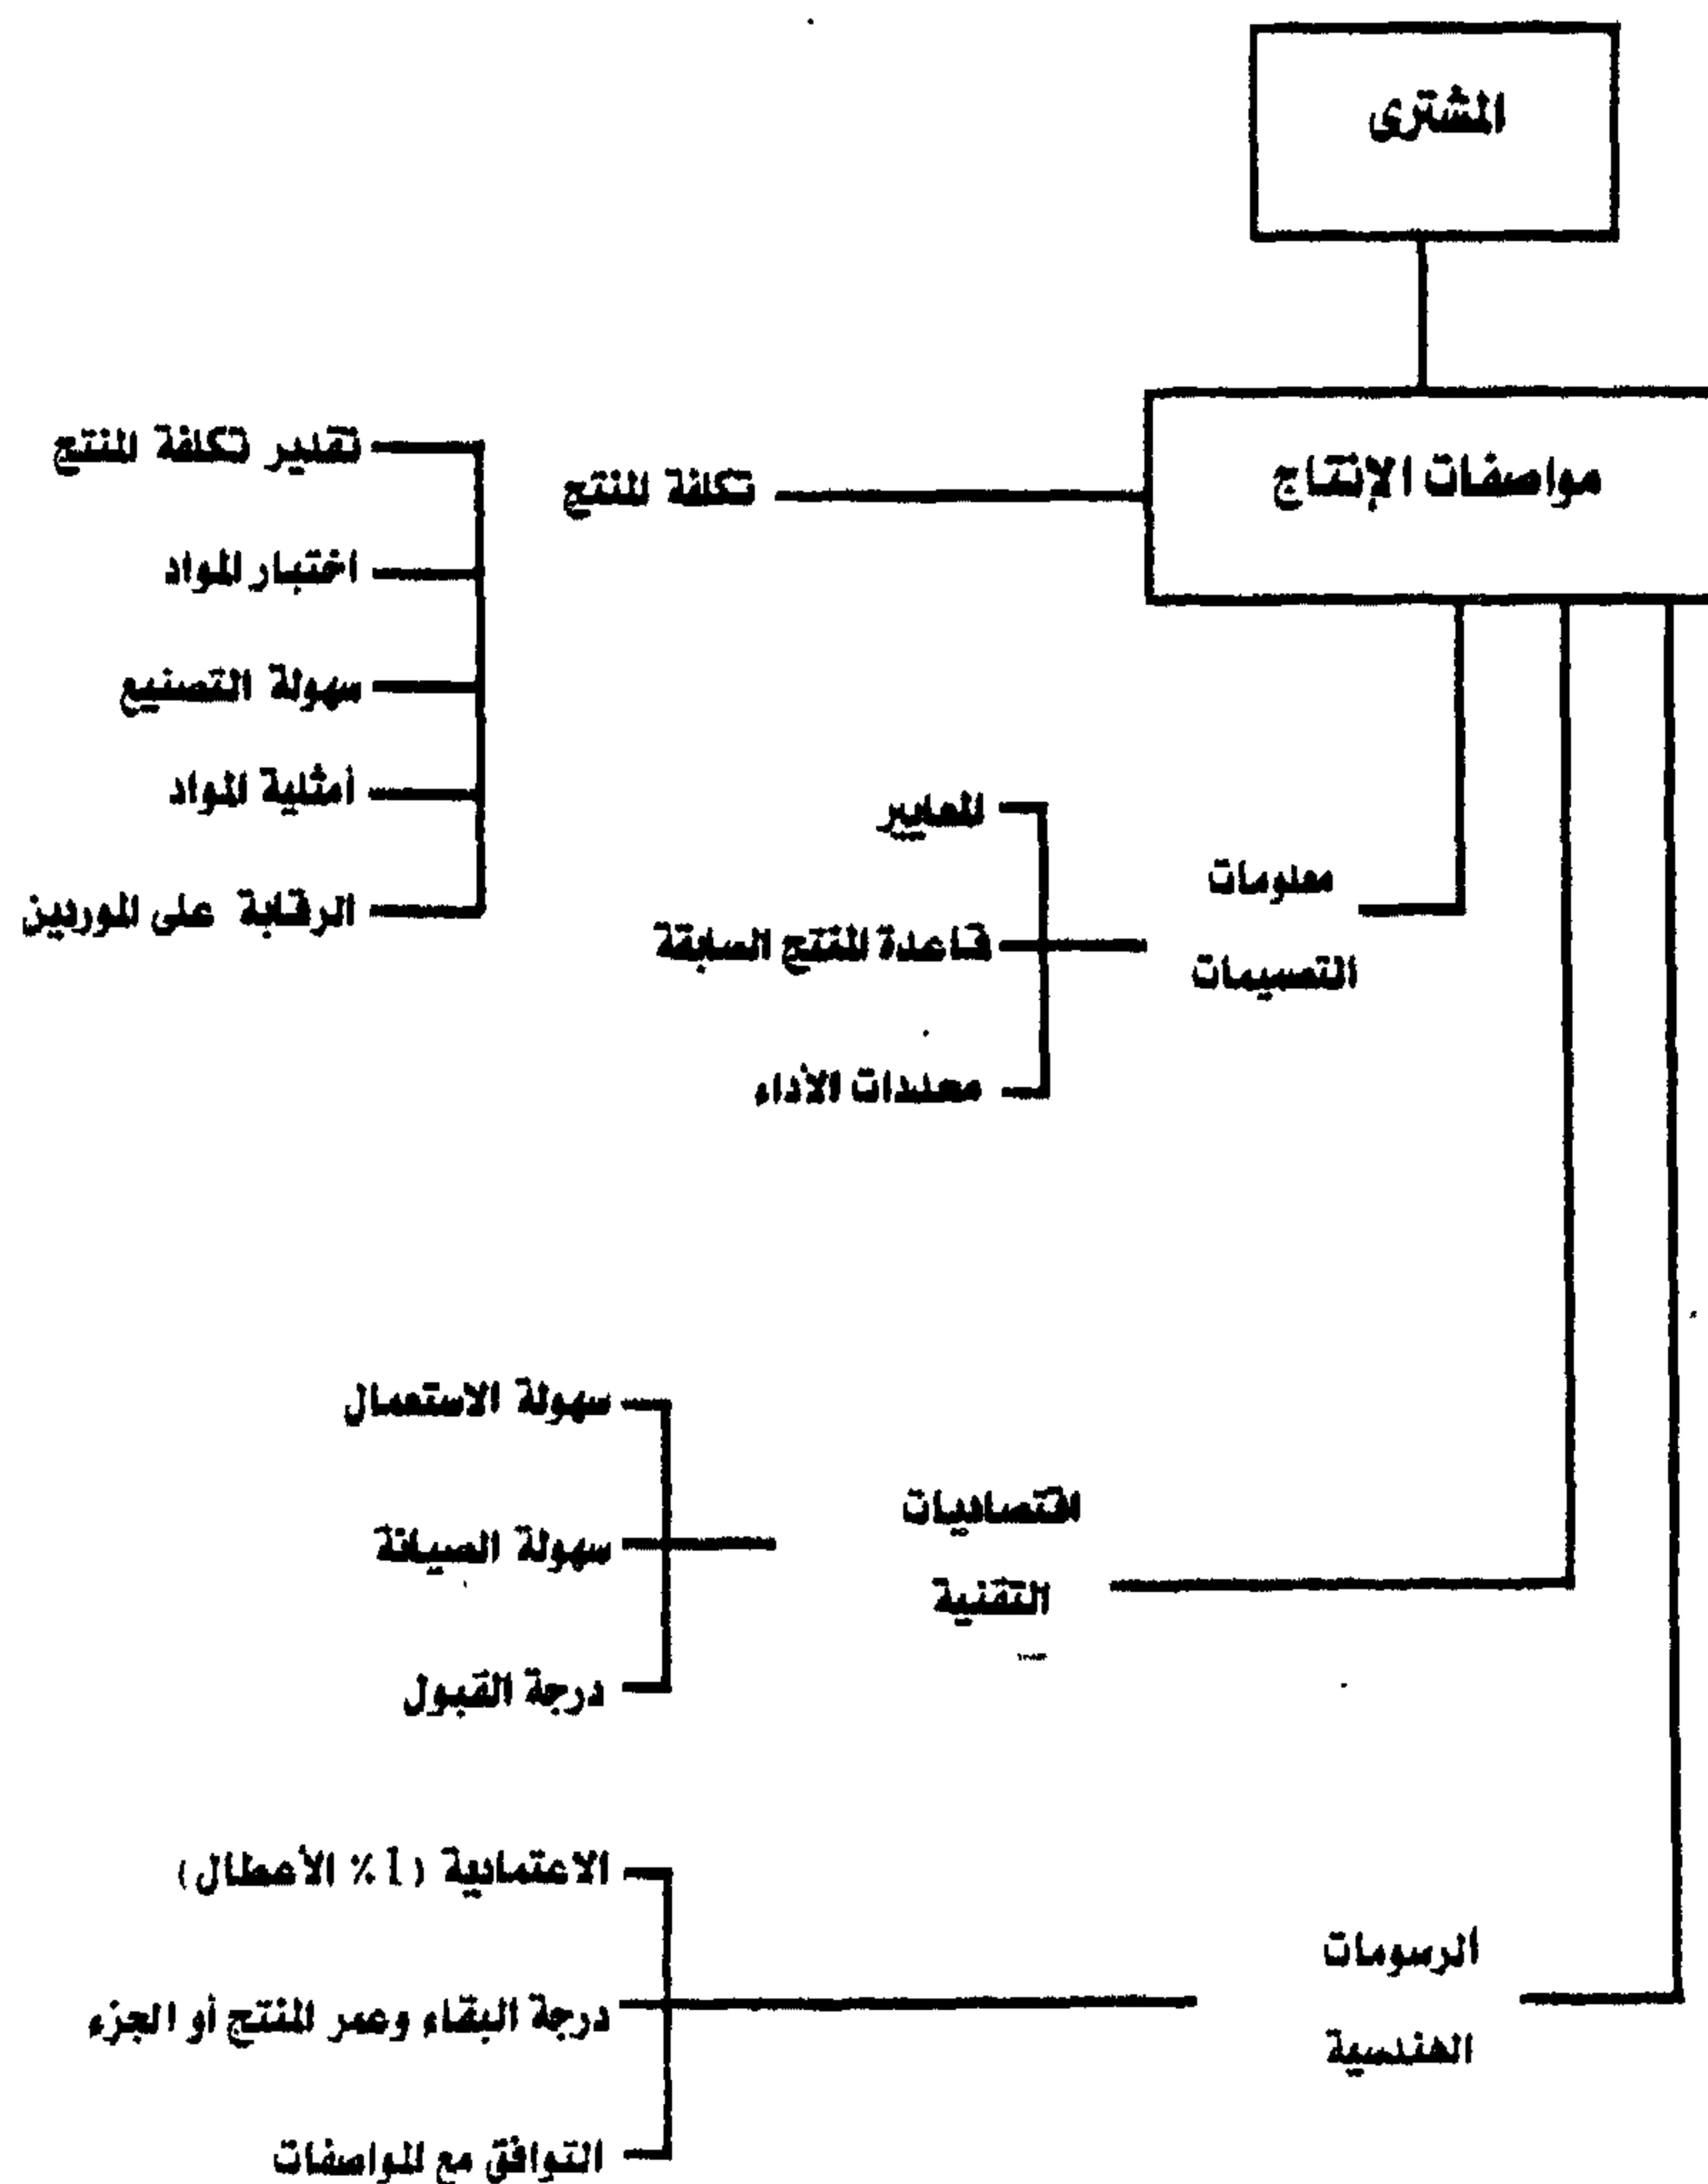 المشترى
مواصفات الإنتاج
تكلفة المنتج
تقدير تكلفة المنتج
اختبار المواد
سهولة التصنيع
أمثلية المواد
الرقابة على الموردين
معلومات
التصميمات
المعايير
قاعدة المنتج السابقة
محددات الأداء
اقتصاديات
التقنية
سهولة الاستعمال
سهولة الصيانة
درجة القبول
الرسومات
الهندسية
الاعتمادية (1٪ الأعطال)
درجة البقاء وعمر المنتج أو الجزء
التوافق مع المواصفات